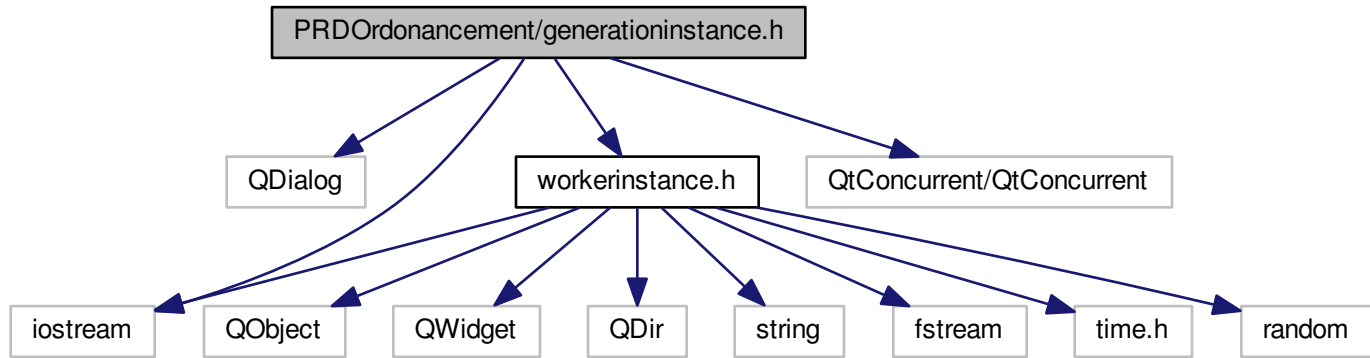 PRDOrdonancement/generationinstance.h
QDialog
workerinstance.h
QtConcurrent/QtConcurrent
iostream
QObject
QWidget
QDir
string
fstream
time.h
random